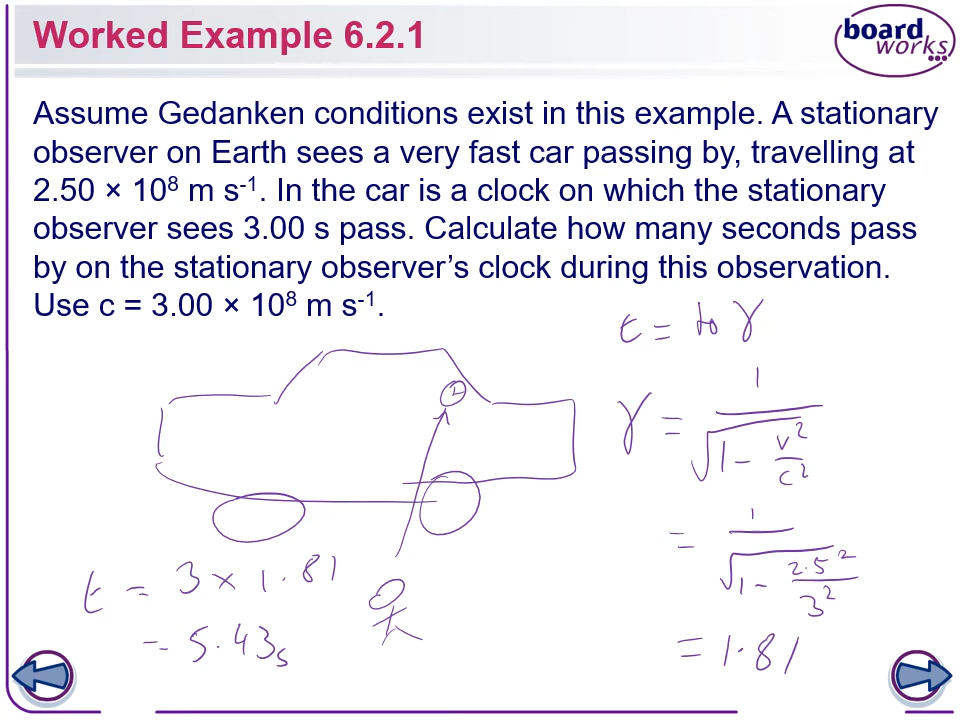 Worked Example 6.2.1
board
works
Assume Gedanken conditions exist in this example. A stationary
observer on Earth sees a very fast car passing by, travelling at
2.50 × 10⁸ m s⁻¹. In the car is a clock on which the stationary
observer sees 3.00 s pass. Calculate how many seconds pass
by on the stationary observer’s clock during this observation.
Use c = 3.00 × 10⁸ m s⁻¹.
t = to γ
γ = 1 / √(1 - v²/c²)
= 1 / √(1 - 2.5²/3²)
= 1.81
t = 3 × 1.81
= 5.43s